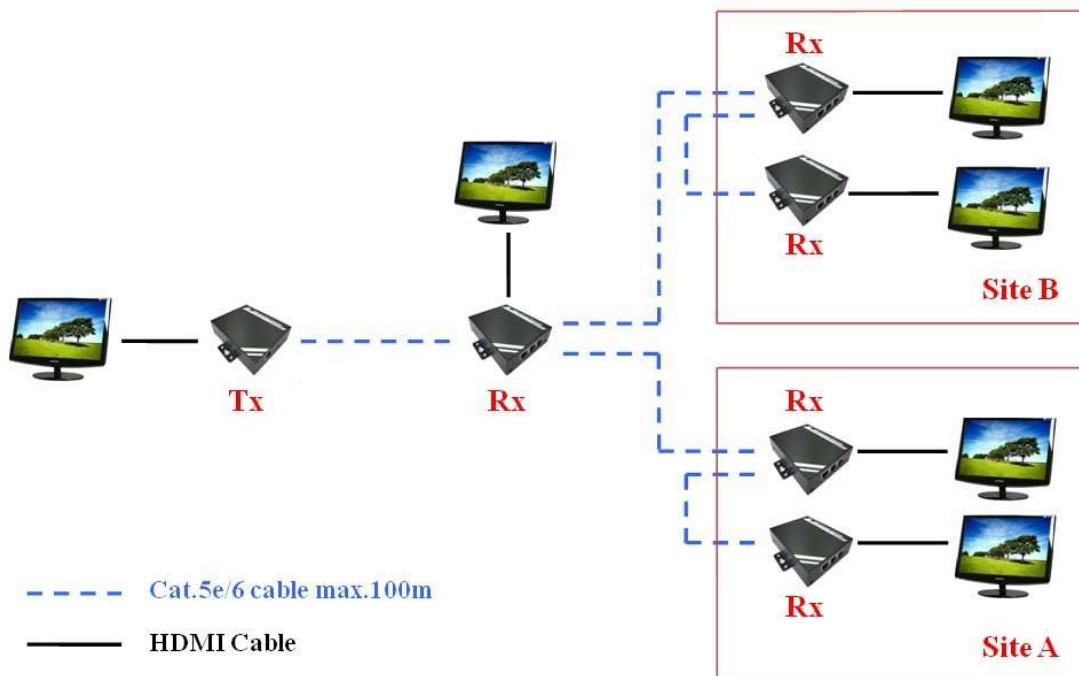 Rx
Rx
Site B
Tx
Rx
Rx
Rx
Site A
Cat.5e/6 cable max.100m
HDMI Cable